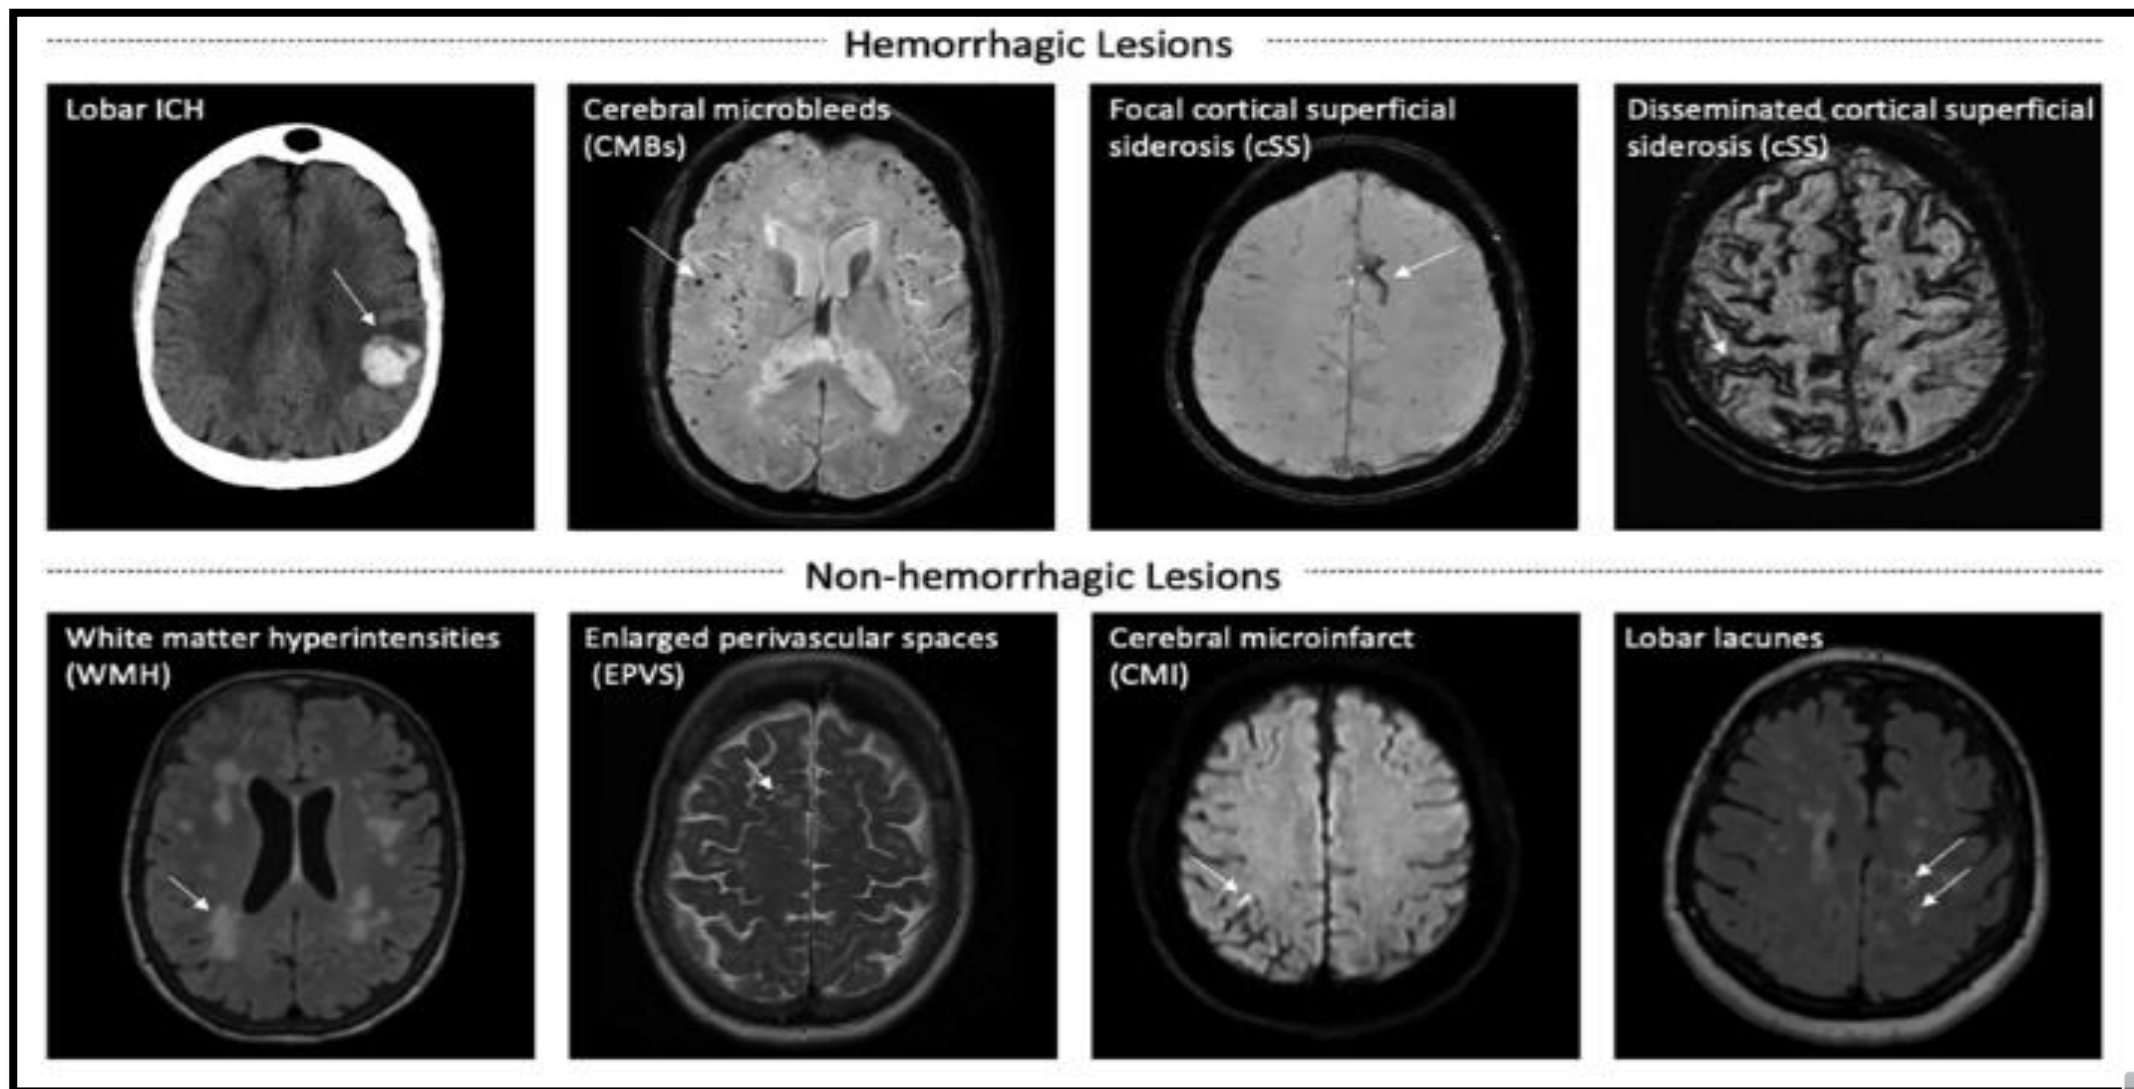 Hemorrhagic Lesions
Lobar ICH
Cerebral microbleeds
(CMBs)
Focal cortical superficial
siderosis (cSS)
Disseminated cortical superficial
siderosis (cSS)
Non-hemorrhagic Lesions
White matter hyperintensities
(WMH)
Enlarged perivascular spaces
(EPVS)
Cerebral microinfarct
(CMI)
Lobar lacunes